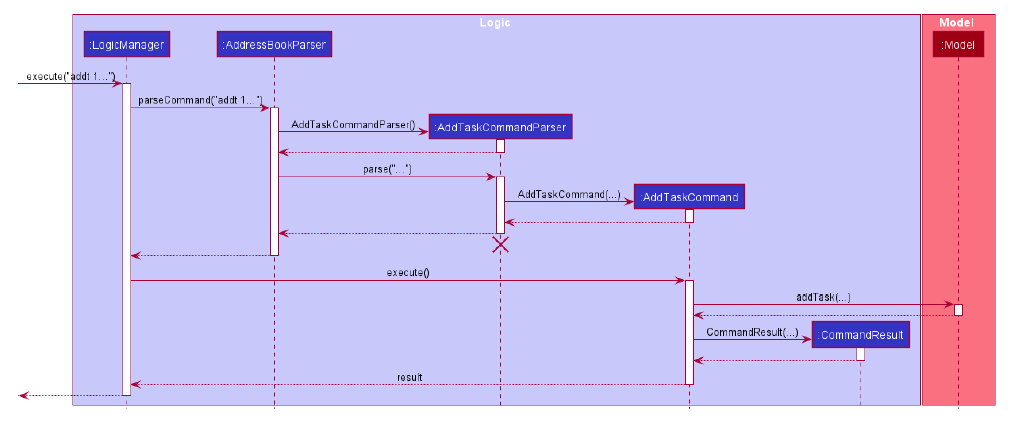 Logic
Model
:LogicManager
:AddressBookParser
:Model
execute("addt 1...")
parseCommand("addt 1...")
AddTaskCommandParser()
:AddTaskCommandParser
parse("...")
AddTaskCommand(...)
:AddTaskCommand
execute()
addTask(...)
CommandResult(...)
:CommandResult
result